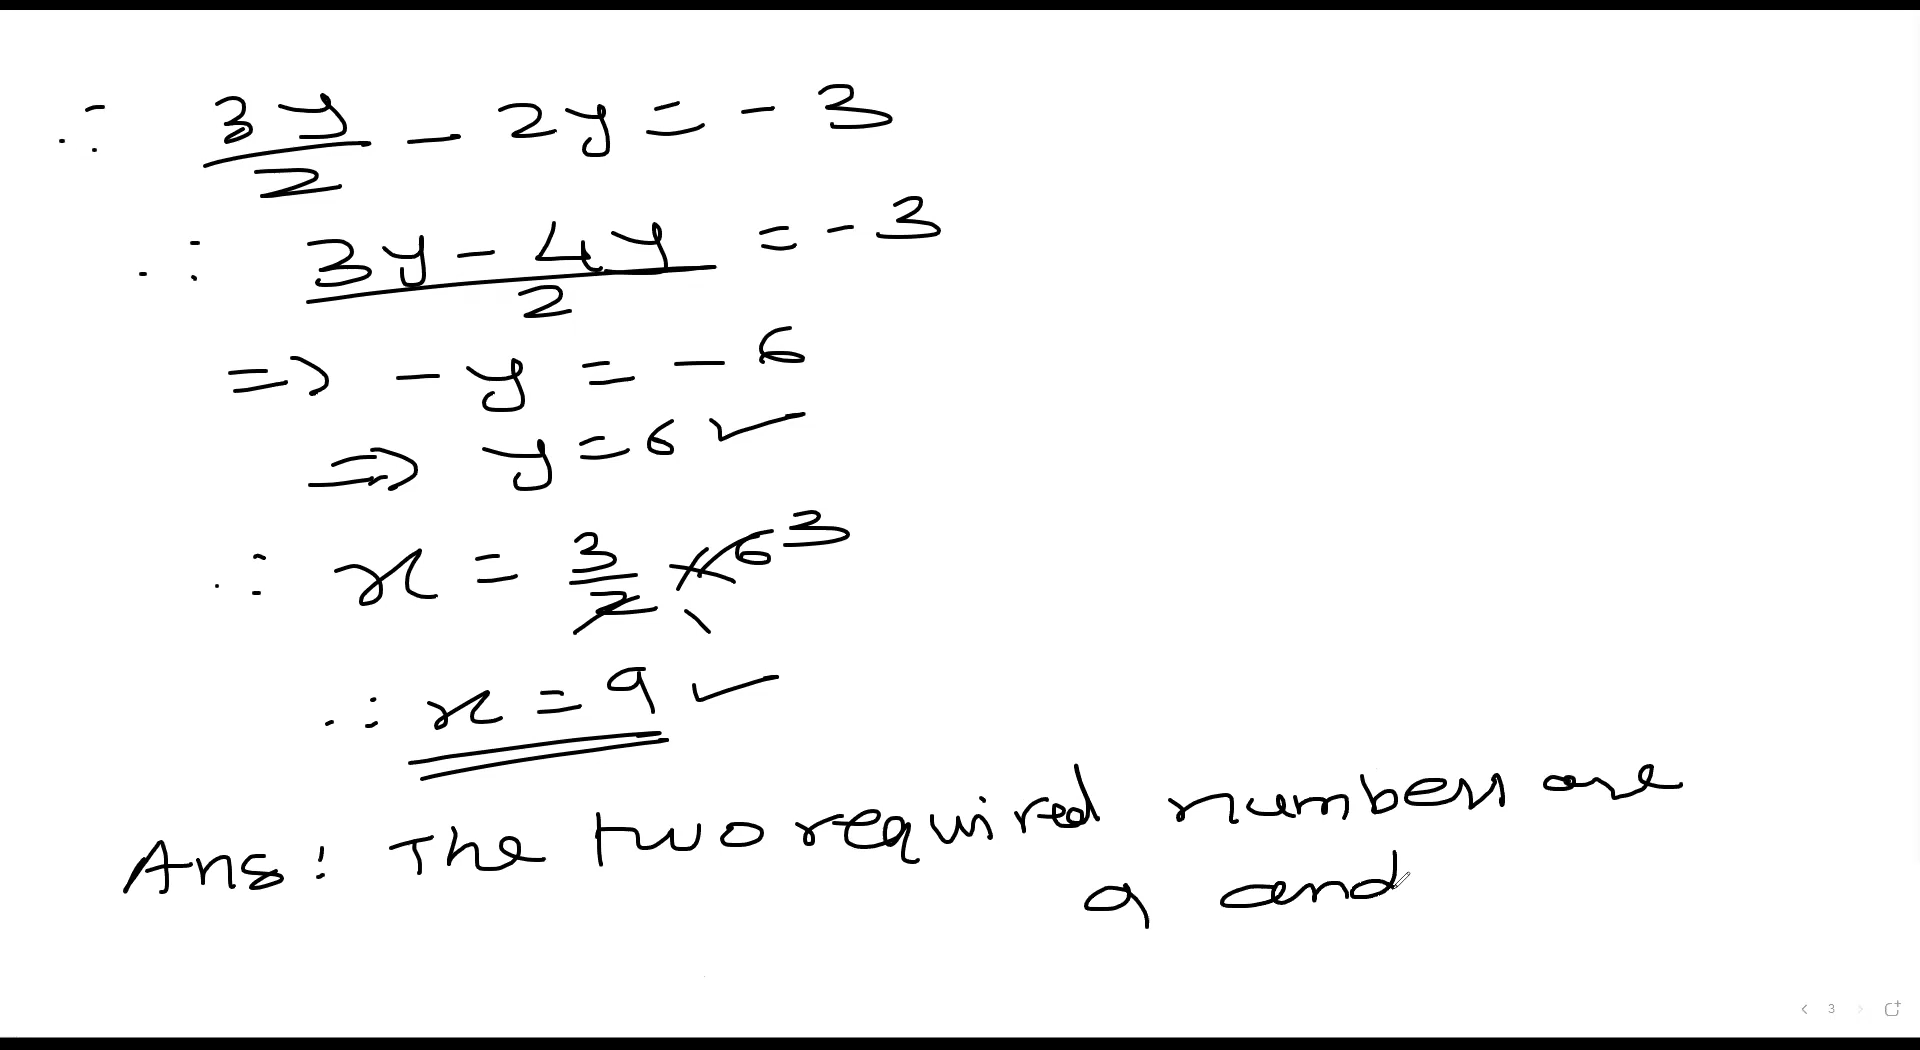 ∴ 3y/2 - 2y = - 3
∴ (3y - 4y)/2 = - 3
=> - y = - 6
=> y = 6 ✓
∴ x = 3/2 × 6 3
∴ x = 9 ✓
Ans: The two required numbers are
9 and
3